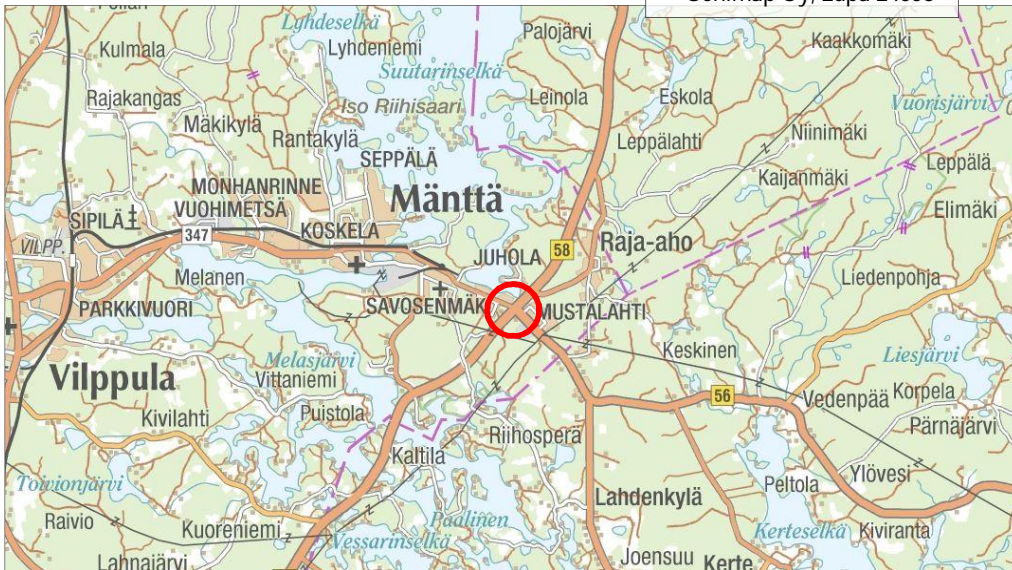 Lyhdeselkä
Palojärvi
Kaakkomäki
Kulmala
Lyhdeniemi
Suutarinselkä
Rajakangas
Iso Riihisaari
Leinola
Eskola
Vuorisjärvi
Mäkikylä
Rantakylä
Leppälahti
Niinimäki
SEPPÄLÄ
Leppälä
MONHANRINNE
Mänttä
Kaijanmäki
VUOHIMETSÄ
SIPILÄ
KOSKELA
Elimäki
347
VILPP.
JUHOLA
58
Raja-aho
Melanen
Liedenpohja
PARKKIVUORI
SAVOSENMÄK
MUSTALAHTI
Keskinen
Liesjärvi
Melasjärvi
Vilppula
Vittaniemi
56
Vedenpää
Korpela
Kivilahti
Puistola
Riihosperä
Pärnäjärvi
Kaltila
Toivionjärvi
Peltola
Ylövesi
Lahdenkylä
Raivio
Kuoreniemi
Paalinen
Kerteselkä
Kiviranta
Vessarinselkä
Lahnajärvi
Joensuu
Kerte